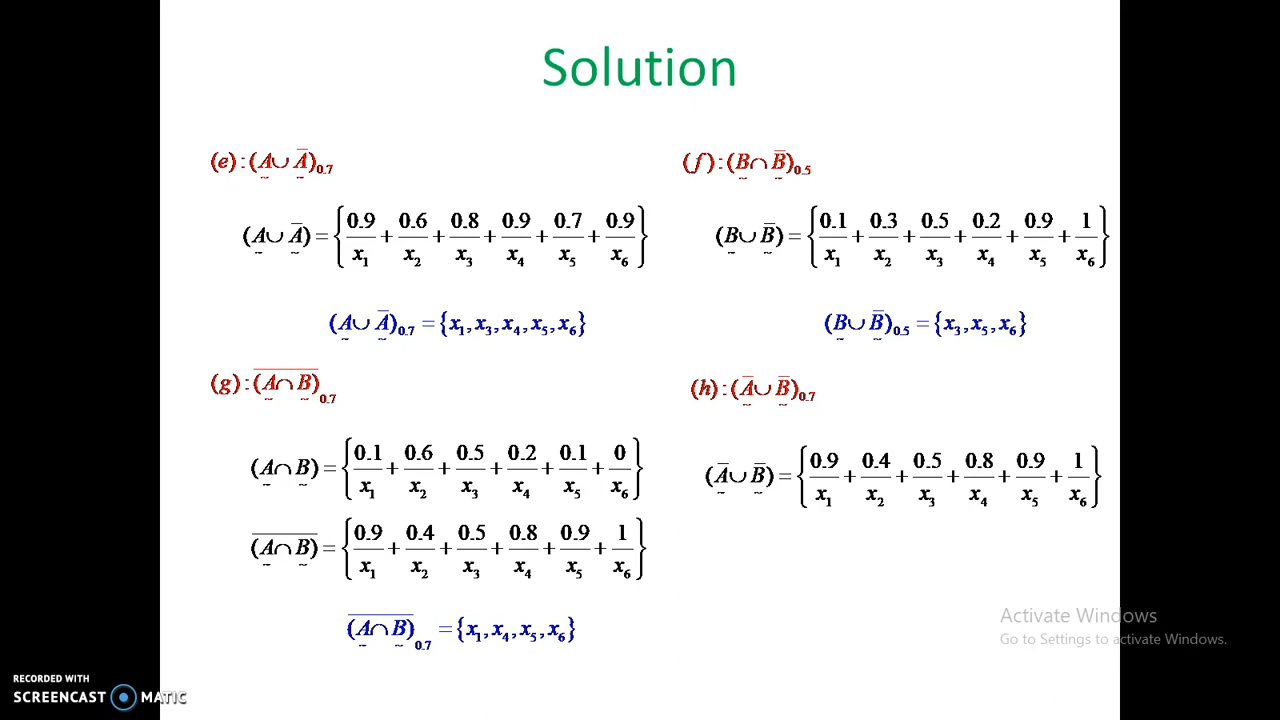 Solution
(e) : (A ∪ A̅)0.7
(A ∪ A̅) = {0.9/x1 + 0.6/x2 + 0.8/x3 + 0.9/x4 + 0.7/x5 + 0.9/x6}
(A ∪ A̅)0.7 = {x1, x3, x4, x5, x6}
(f) : (B ∩ B̅)0.5
(B ∪ B̅) = {0.1/x1 + 0.3/x2 + 0.5/x3 + 0.2/x4 + 0.9/x5 + 1/x6}
(B ∪ B̅)0.5 = {x3, x5, x6}
(g) : \overline{(A ∩ B)}0.7
(A ∩ B) = {0.1/x1 + 0.6/x2 + 0.5/x3 + 0.2/x4 + 0.1/x5 + 0/x6}
\overline{(A ∩ B)} = {0.9/x1 + 0.4/x2 + 0.5/x3 + 0.8/x4 + 0.9/x5 + 1/x6}
\overline{(A ∩ B)}0.7 = {x1, x4, x5, x6}
(h) : (A̅ ∪ B̅)0.7
(A̅ ∪ B̅) = {0.9/x1 + 0.4/x2 + 0.5/x3 + 0.8/x4 + 0.9/x5 + 1/x6}
Activate Windows
Go to Settings to activate Windows.
RECORDED WITH
SCREENCAST MATIC